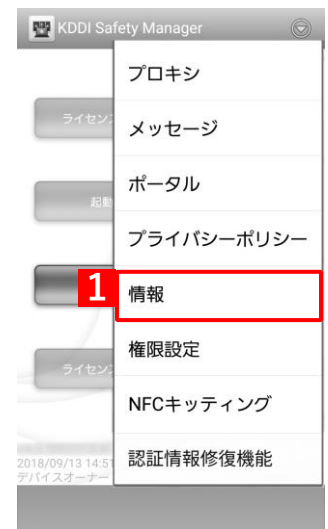 KDDI Safety Manager
プロキシ
ライセン
メッセージ
ポータル
起動
プライバシーポリシー
1
情報
権限設定
ライセン
NFCキッティング
認証情報修復機能
2018/09/13 14:51
デバイスオーナー